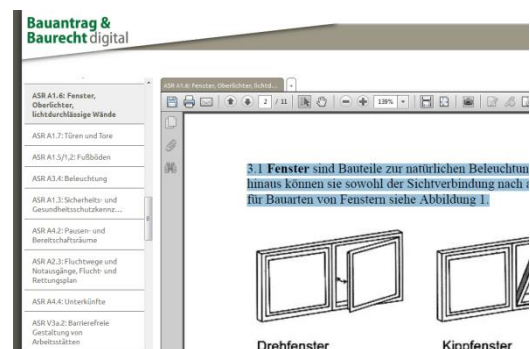 Bauantrag &
Baurecht digital
ASR A1.6: Fenster,
Oberlichter,
lichtdurchlässige Wände
ASR A1.7: Türen und Tore
ASR A1.5/1,2: Fußböden
ASR A3.4: Beleuchtung
ASR A1.3: Sicherheits- und
Gesundheitsschutzkennz...
ASR A4.2: Pausen- und
Bereitschaftsräume
ASR A2.3: Fluchtwege und
Notausgänge, Flucht- und
Rettungsplan
ASR A4.4: Unterkünfte
ASR V3a.2: Barrierefreie
Gestaltung von
Arbeitsstätten
ASR A1.6: Fenster, Oberlichter, lichtd...
2 / 11
139%
3.1 Fenster sind Bauteile zur natürlichen Beleuchtun
hinaus können sie sowohl der Sichtverbindung nach a
für Bauarten von Fenstern siehe Abbildung 1.
Drehfenster
Kippfenster